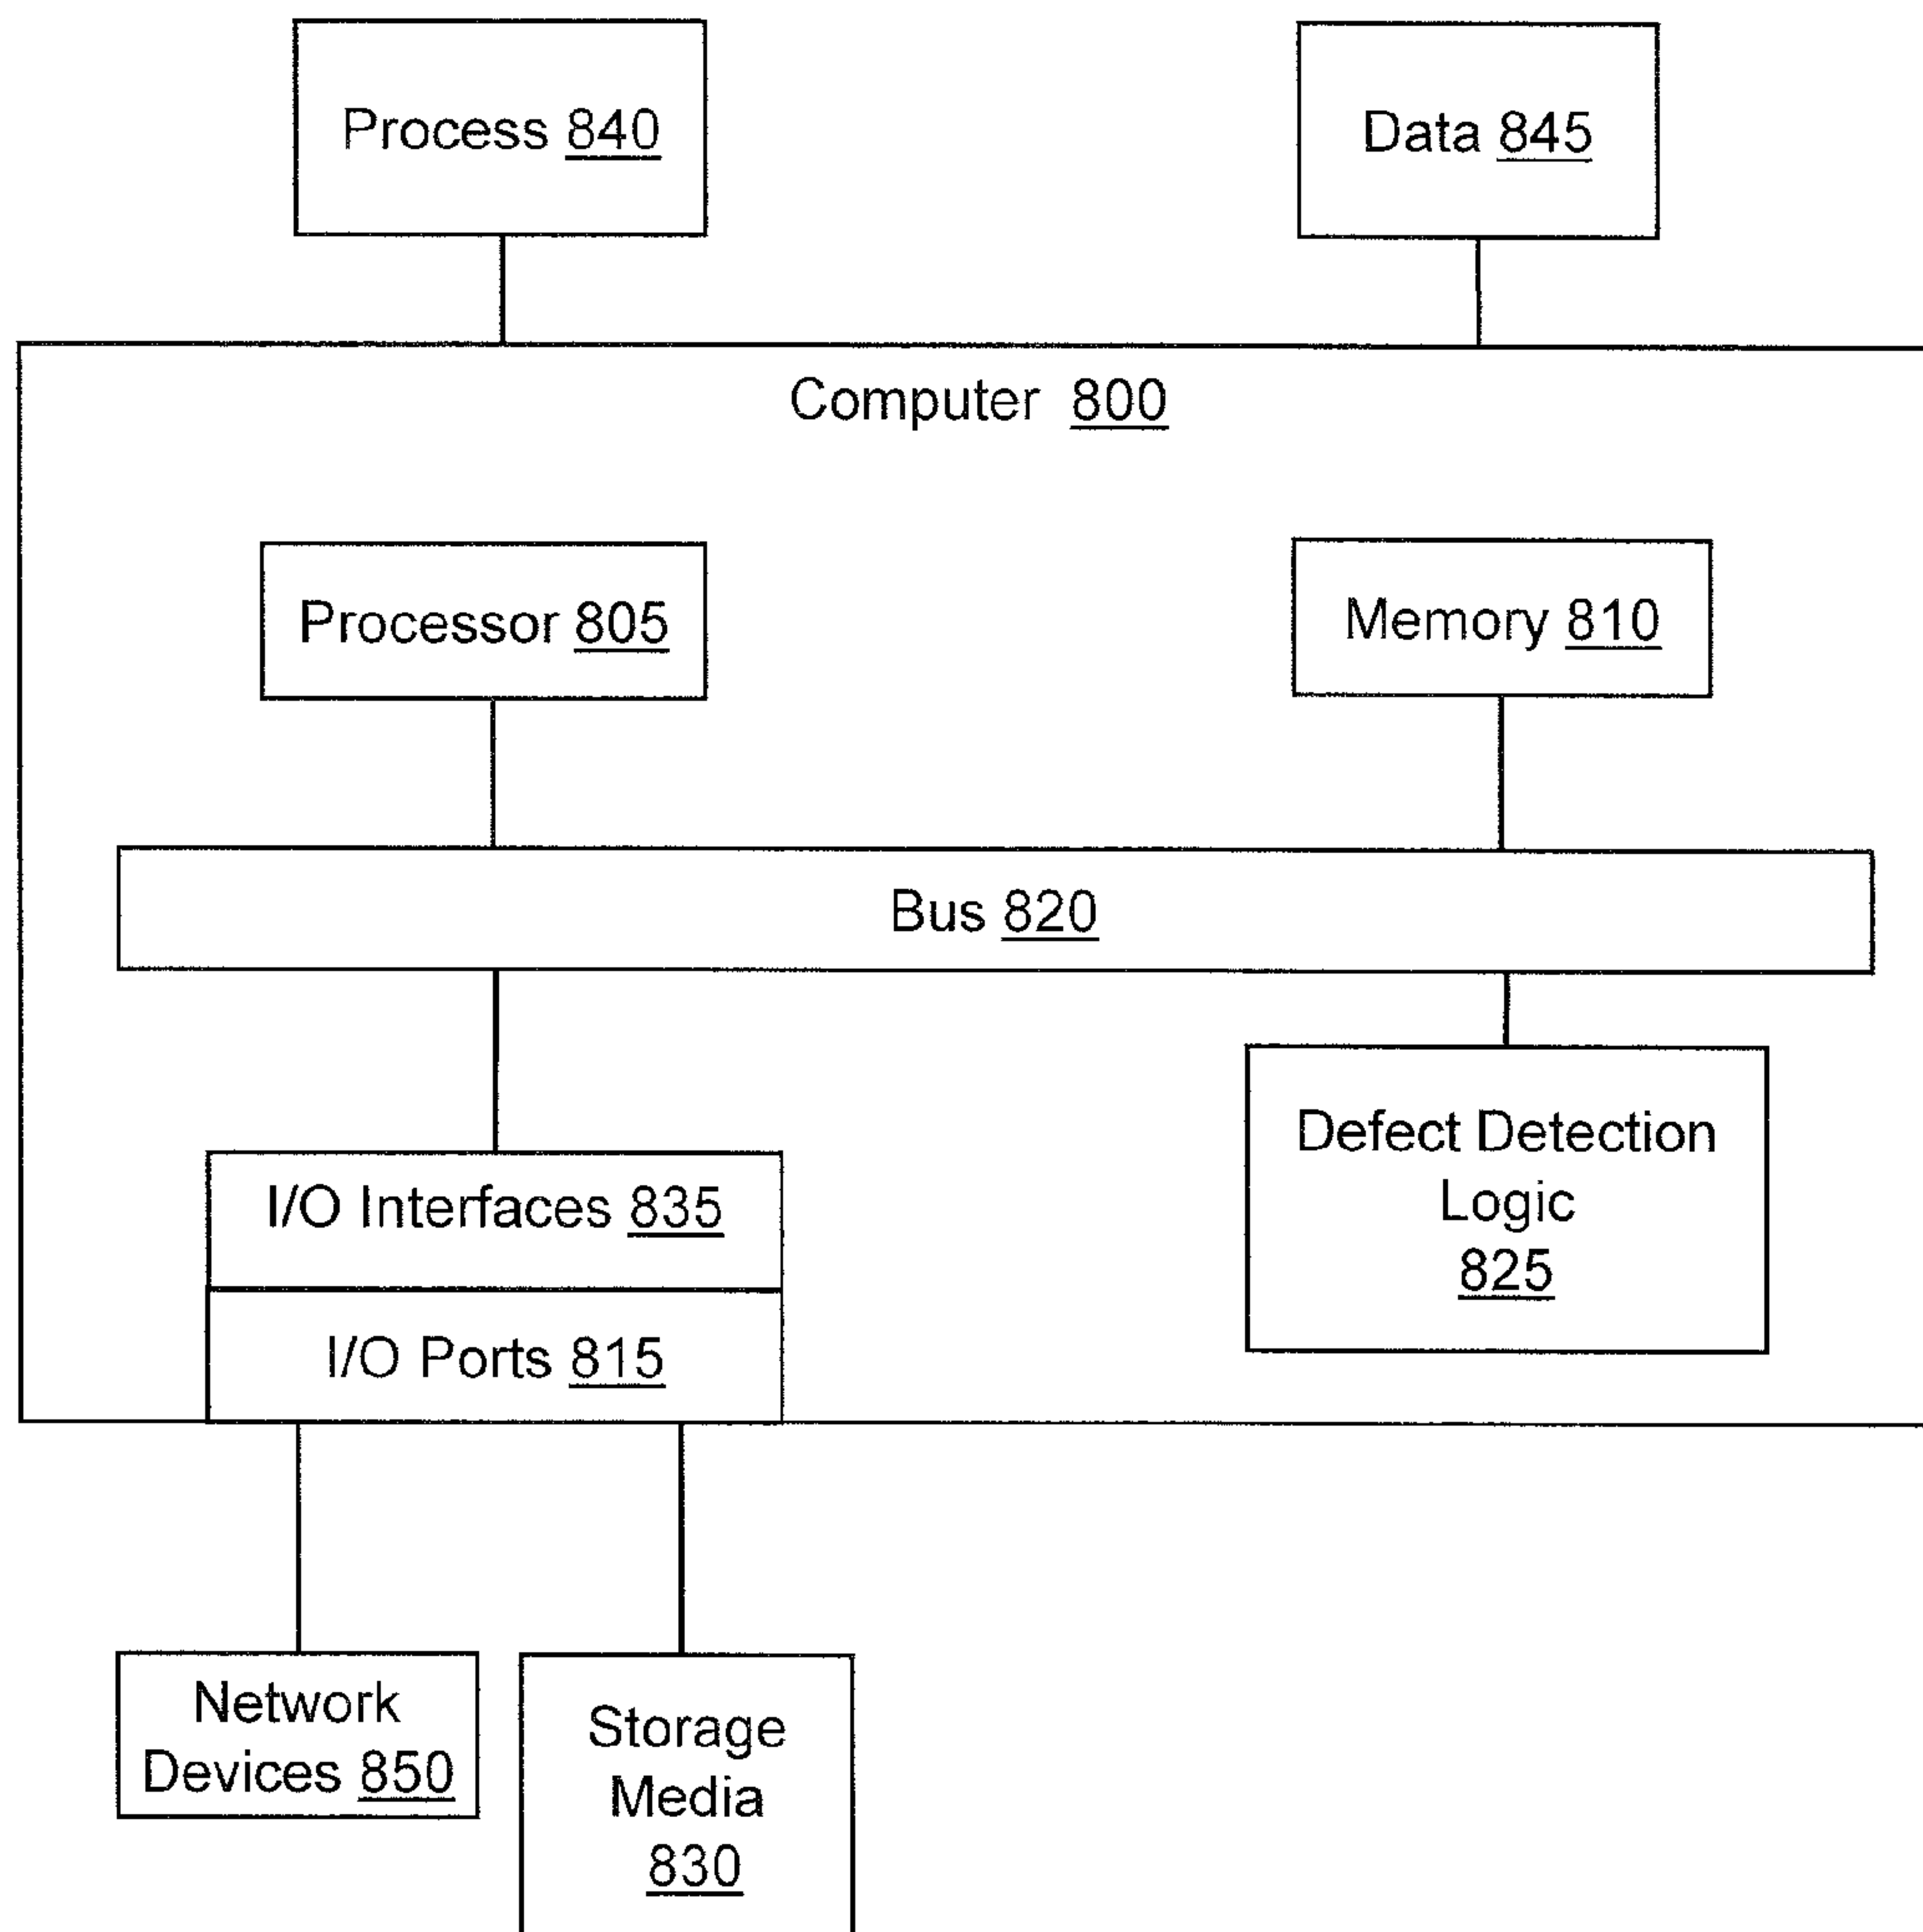 Process 840
Data 845
Computer 800
Processor 805
Memory 810
Bus 820
I/O Interfaces 835
I/O Ports 815
Defect Detection
Logic
825
Network
Devices 850
Storage
Media
830